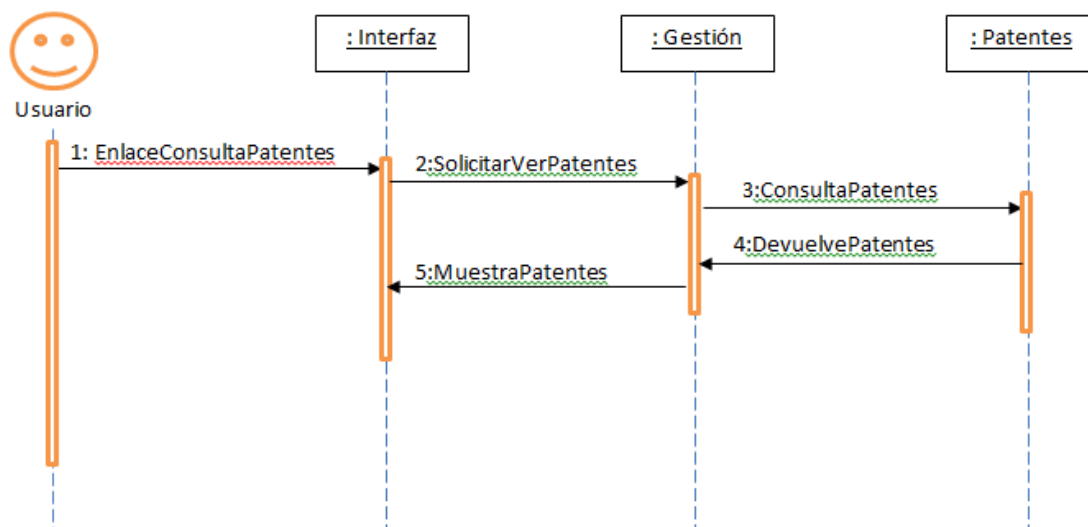 : Interfaz
: Gestión
: Patentes
Usuario
1: EnlaceConsultaPatentes
2:SolicitarVerPatentes
3:ConsultaPatentes
4:DevuelvePatentes
5:MuestraPatentes